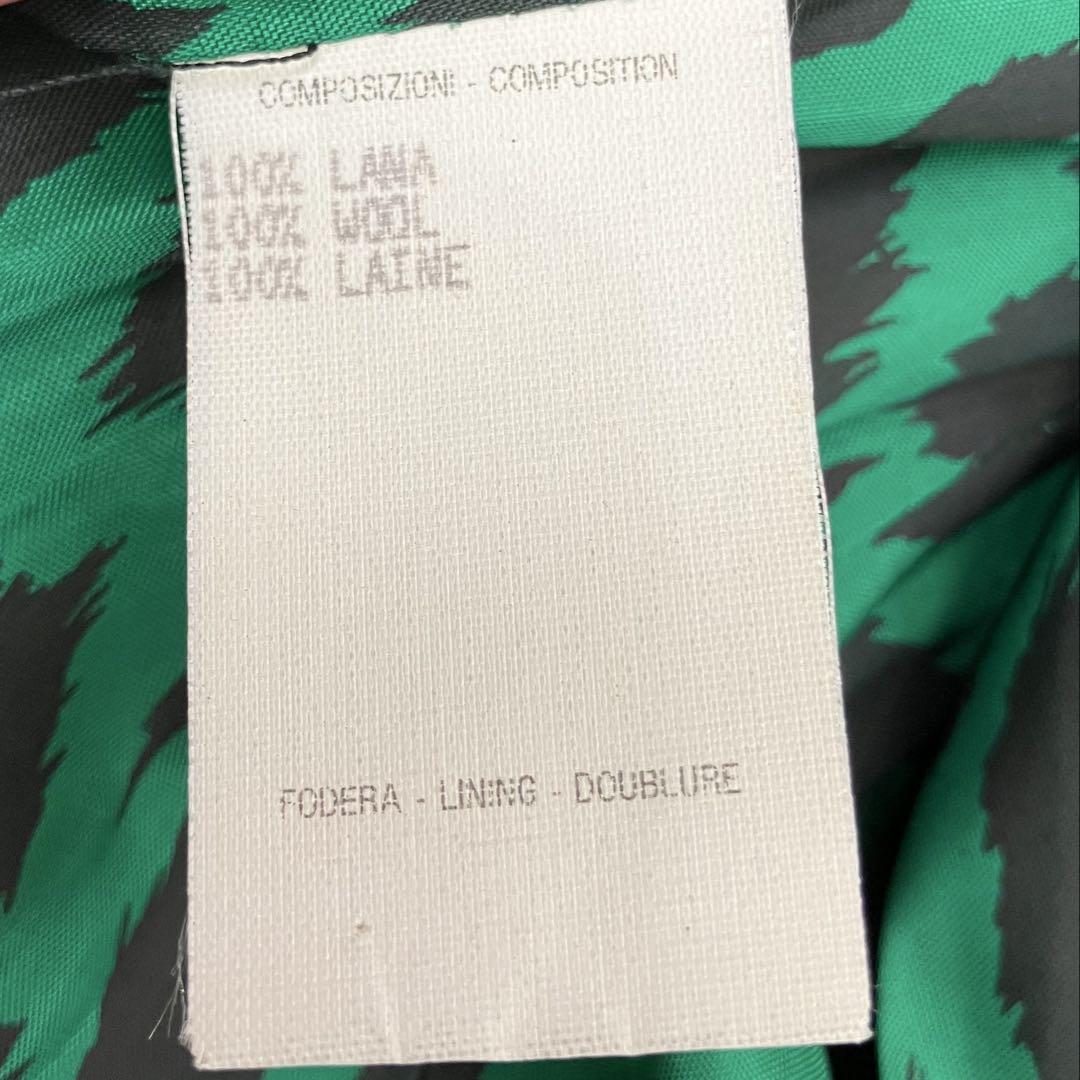 COMPOSIZIONI - COMPOSITION
100% LANA
100% WOOL
100% LAINE
FODERA - LINING - DOUBLURE